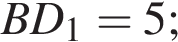 BD₁ = 5;